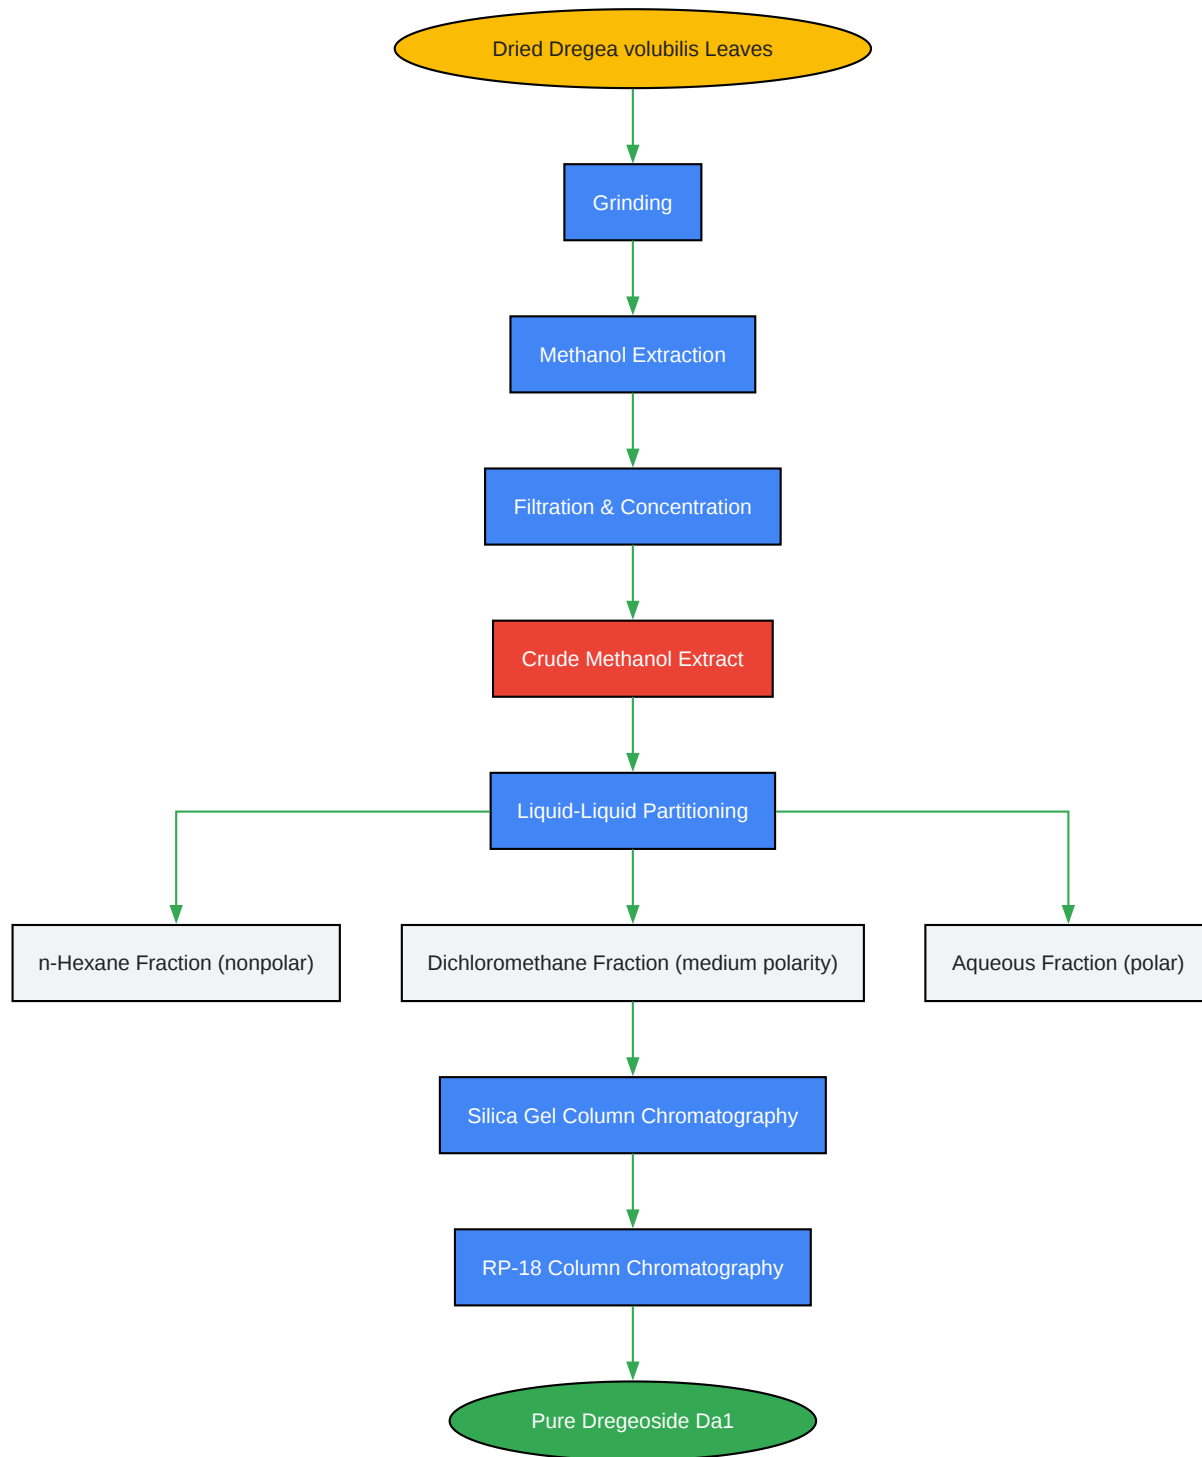 Dried Dregea volubilis Leaves
Grinding
Methanol Extraction
Filtration & Concentration
Crude Methanol Extract
Liquid-Liquid Partitioning
n-Hexane Fraction (nonpolar)
Dichloromethane Fraction (medium polarity)
Aqueous Fraction (polar)
Silica Gel Column Chromatography
RP-18 Column Chromatography
Pure Dregeoside Da1